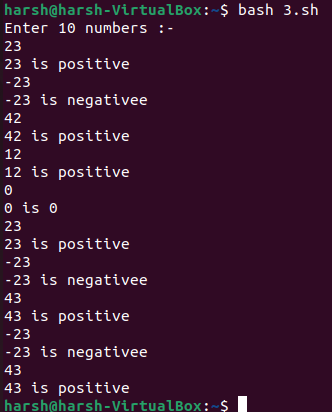 harsh@harsh-VirtualBox:~$ bash 3.sh
Enter 10 numbers :-
23
23 is positive
-23
-23 is negativee
42
42 is positive
12
12 is positive
0
0 is 0
23
23 is positive
-23
-23 is negativee
43
43 is positive
-23
-23 is negativee
43
43 is positive
harsh@harsh-VirtualBox:~$